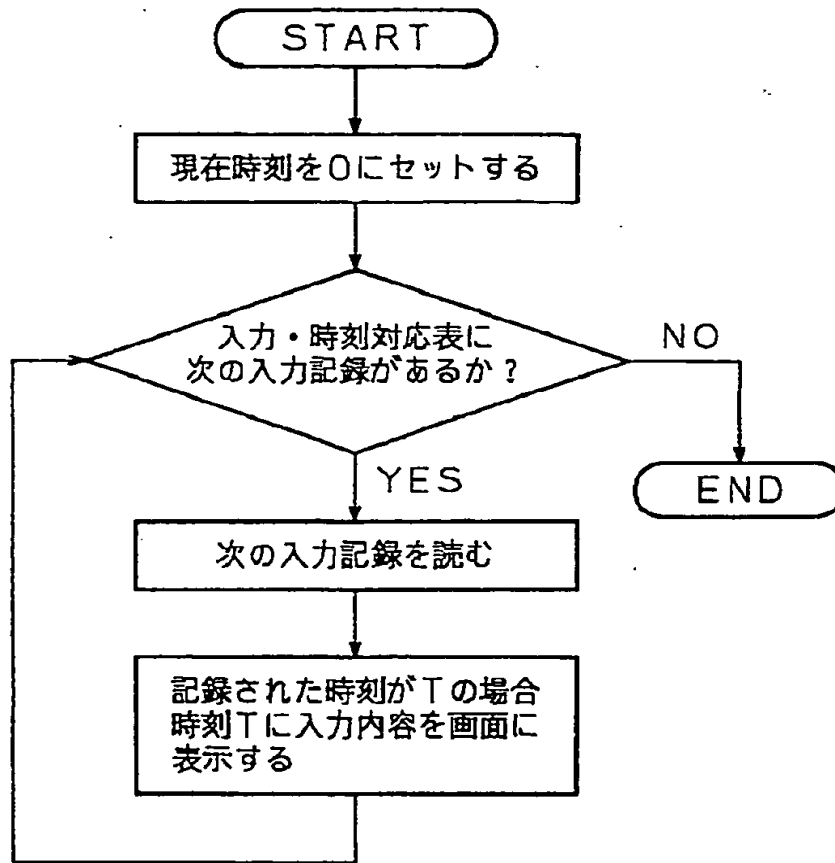 START
現在時刻を0にセットする
入力・時刻対応表に
次の入力記録があるか?
NO
YES
END
次の入力記録を読む
記録された時刻がTの場合
時刻Tに入力内容を画面に
表示する